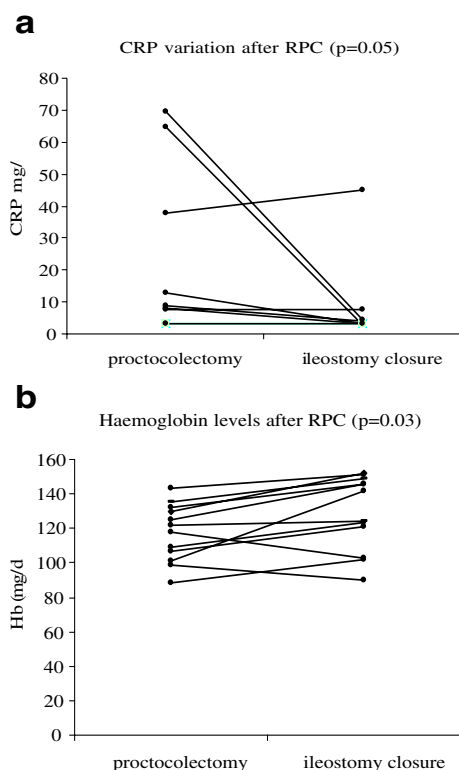 a
CRP variation after RPC (p=0.05)
80
70
60
50
40
30
20
10
0
CRP mg/
proctocolectomy ileostomy closure
b
Haemoglobin levels after RPC (p=0.03)
160
140
120
100
80
60
40
20
0
Hb (mg/d
proctocolectomy ileostomy closure